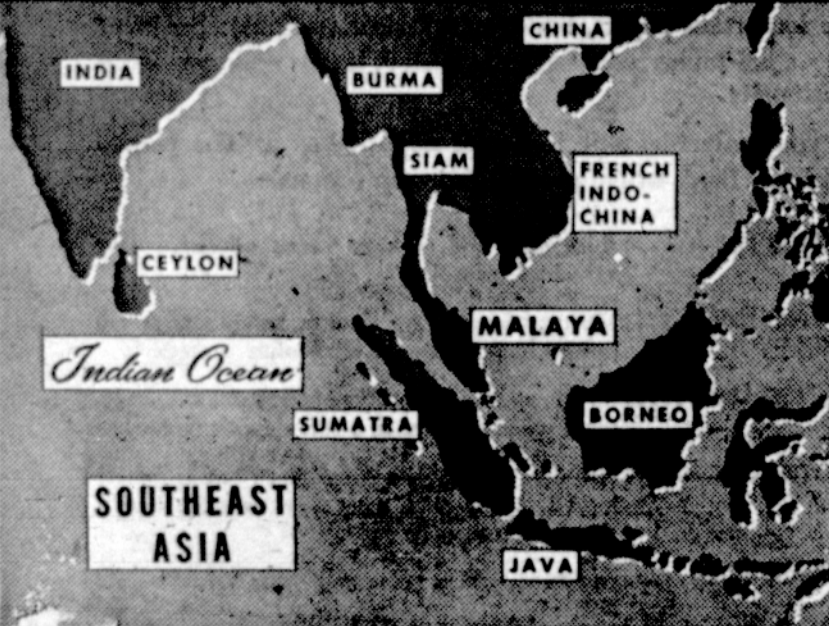 CHINA
INDIA
BURMA
SIAM
FRENCH
INDO-
CHINA
CEYLON
MALAYA
Indian Ocean
BORNEO
SUMATRA
SOUTHEAST
ASIA
JAVA